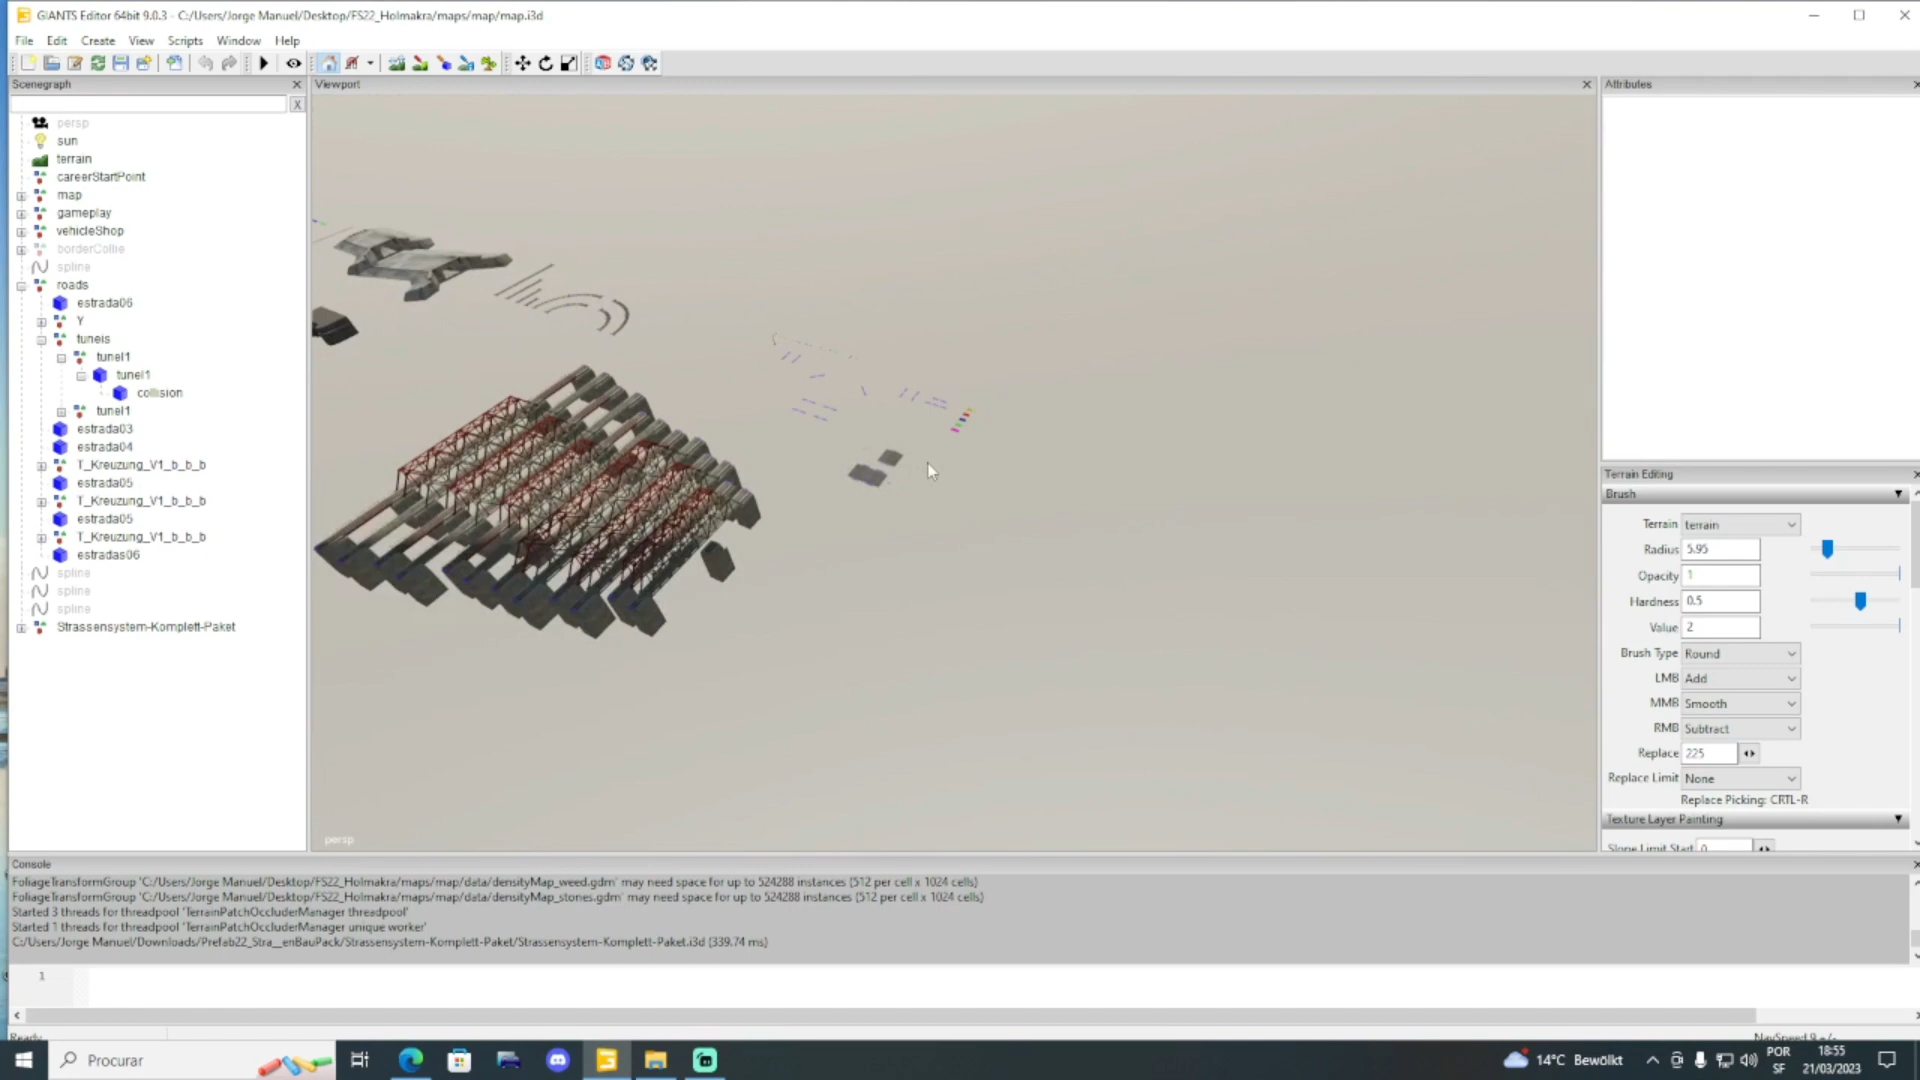 GIANTS Editor 64bit 9.0.3 - C:/Users/Jorge Manuel/Desktop/FS22_Holmakra/maps/map/map.i3d
File Edit Create View Scripts Window Help
Scenegraph
Viewport
Attributes
X
persp
sun
terrain
careerStartPoint
map
gameplay
vehicleShop
borderCollie
spline
roads
estrada06
Y
tuneis
tunel1
tunel1
collision
tunel1
estrada03
estrada04
T_Kreuzung_V1_b_b_b
estrada05
T_Kreuzung_V1_b_b_b
estrada05
T_Kreuzung_V1_b_b_b
estradas06
spline
spline
spline
Strassensystem-Komplett-Paket
persp
Terrain Editing
Brush
Terrain terrain
Radius 5.95
Opacity 1
Hardness 0.5
Value 2
Brush Type Round
LMB Add
MMB Smooth
RMB Subtract
Replace 225
Replace Limit None
Replace Picking: CRTL-R
Texture Layer Painting
Slope Limit Start 0
Console
FoliageTransformGroup 'C:/Users/Jorge Manuel/Desktop/FS22_Holmakra/maps/map/data/densityMap_weed.gdm' may need space for up to 524288 instances (512 per cell x 1024 cells)
FoliageTransformGroup 'C:/Users/Jorge Manuel/Desktop/FS22_Holmakra/maps/map/data/densityMap_stones.gdm' may need space for up to 524288 instances (512 per cell x 1024 cells)
Started 3 threads for threadpool 'TerrainPatchOccluderManager threadpool'
Started 1 threads for threadpool 'TerrainPatchOccluderManager unique worker'
C:/Users/Jorge Manuel/Downloads/Prefab22_Stra__enBauPack/Strassensystem-Komplett-Paket/Strassensystem-Komplett-Paket.i3d (339.74 ms)
1
Ready
NavSpeed 9 +/-
Procurar
14°C Bewölkt
POR
SF
18:55
21/03/2023